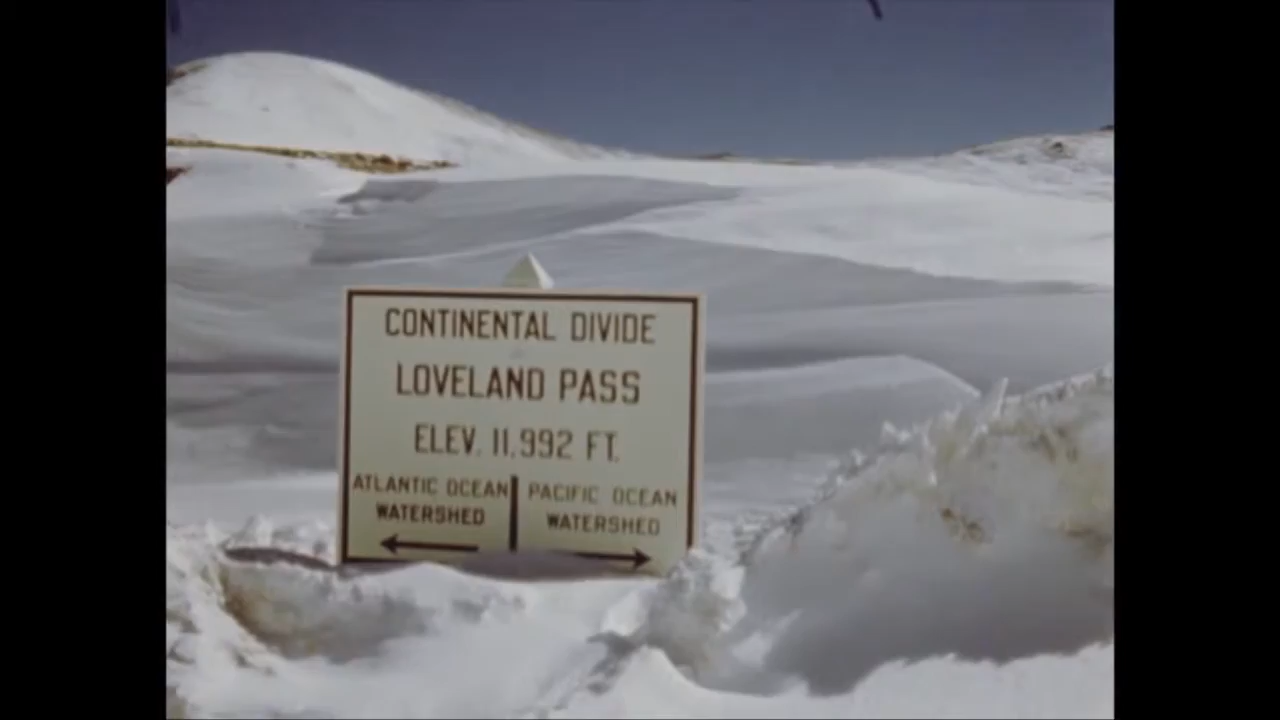 CONTINENTAL DIVIDE
LOVELAND PASS
ELEV. 11,992 FT.
ATLANTIC OCEAN
WATERSHED
PACIFIC OCEAN
WATERSHED